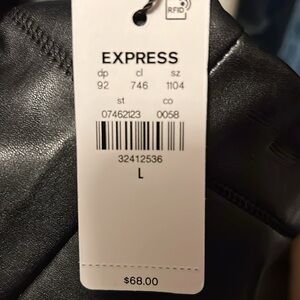 RFID
EXPRESS
dp cl sz
92 746 1104
st co
07462123 0058
32412536
L
$68.00